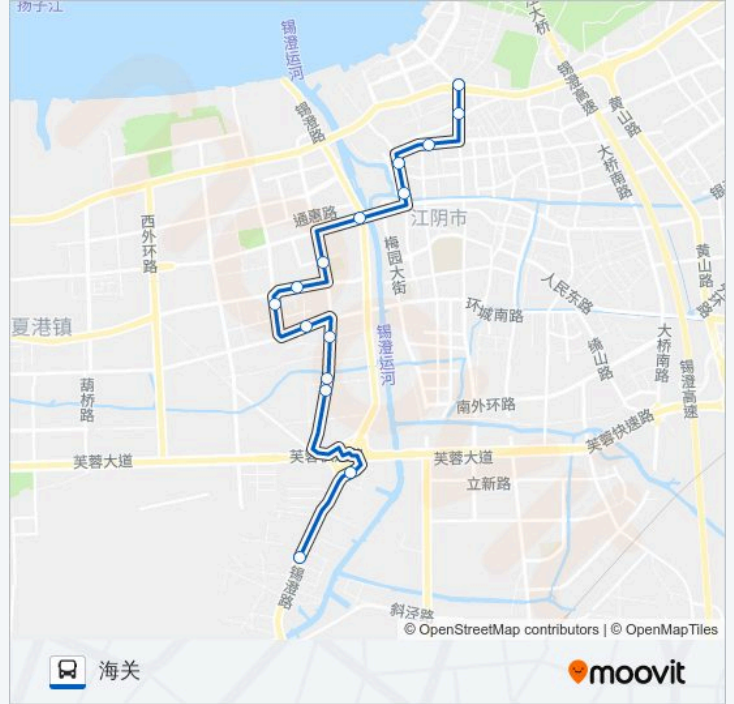 扬子江
江大桥
锡澄运河
锡澄高速
黄山路
锡澄路
大桥南路
通惠路
江阴市
西外环路
梅园大街
黄山路
人民东路
环城南路
夏港镇
锡澄运河
绮山路
大桥南路
锡澄高速
葫桥路
南外环路
芙蓉快速路
芙蓉大道
芙蓉
芙蓉大道
立新路
锡澄路
斜泾路
© OpenStreetMap contributors | © OpenMapTiles
海关
moovit